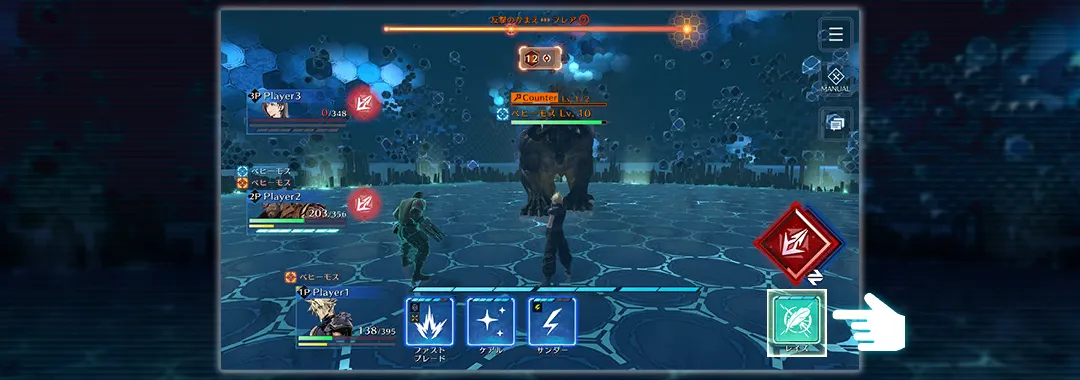 反撃のかまえ ››› フレア
12
MANUAL
3P Player3
0/348
Counter Lv.
ベヒーモス Lv. 10
ベヒーモス
ベヒーモス
2P Player2
203/356
ベヒーモス
1P Player1
138/395
ファスト
ブレード
ケアル
サンダー
レイズ